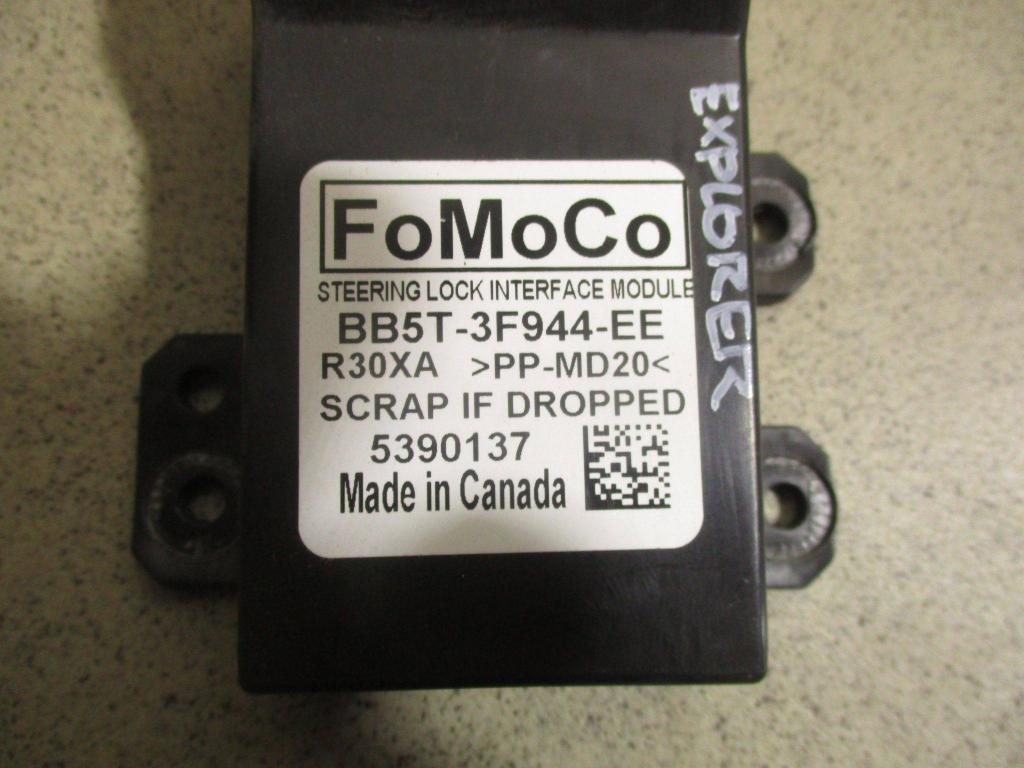 FoMoCo
STEERING LOCK INTERFACE MODULE
BB5T-3F944-EE
R30XA >PP-MD20<
SCRAP IF DROPPED
5390137
Made in Canada
EXPLORER